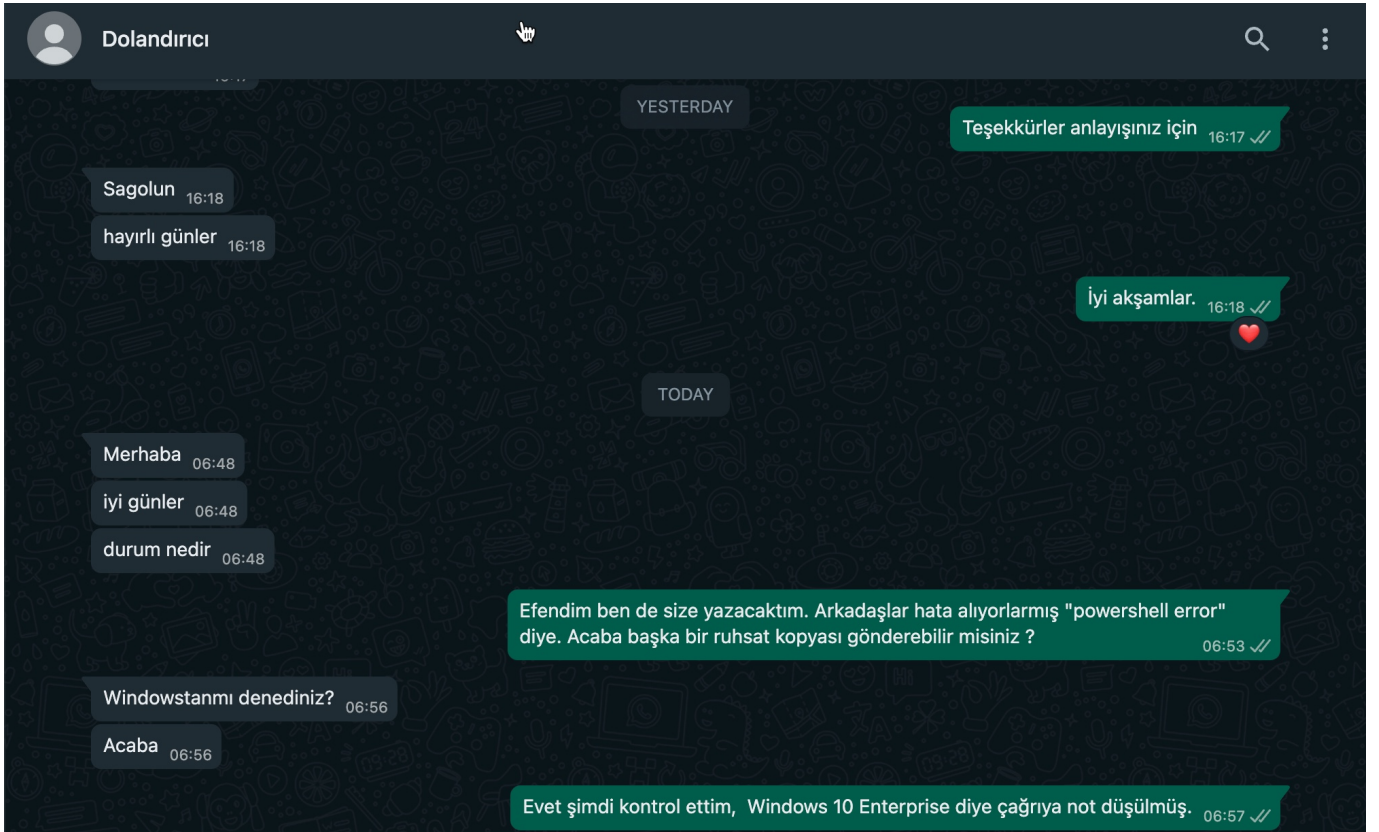 Dolandırıcı
YESTERDAY
Teşekkürler anlayışınız için 16:17
Sagolun 16:18
hayırlı günler 16:18
İyi akşamlar. 16:18
TODAY
Merhaba 06:48
iyi günler 06:48
durum nedir 06:48
Efendim ben de size yazacaktım. Arkadaşlar hata alıyorlarmış "powershell error"
diye. Acaba başka bir ruhsat kopyası gönderebilir misiniz ? 06:53
Windowstanmı denediniz? 06:56
Acaba 06:56
Evet şimdi kontrol ettim, Windows 10 Enterprise diye çağrıya not düşülmüş. 06:57